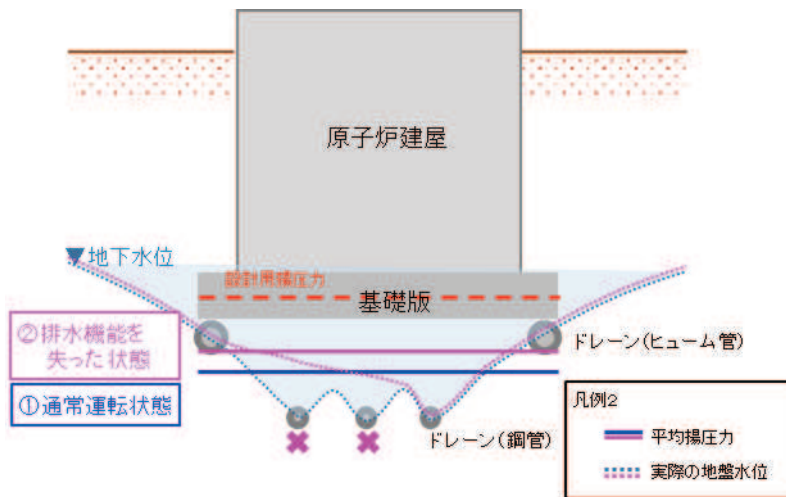 原子炉建屋
▼地下水位
設計用揚圧力
基礎版
②排水機能を
失った状態
ドレーン(ヒューム管)
①通常運転状態
凡例2
平均揚圧力
ドレーン(鋼管)
実際の地盤水位